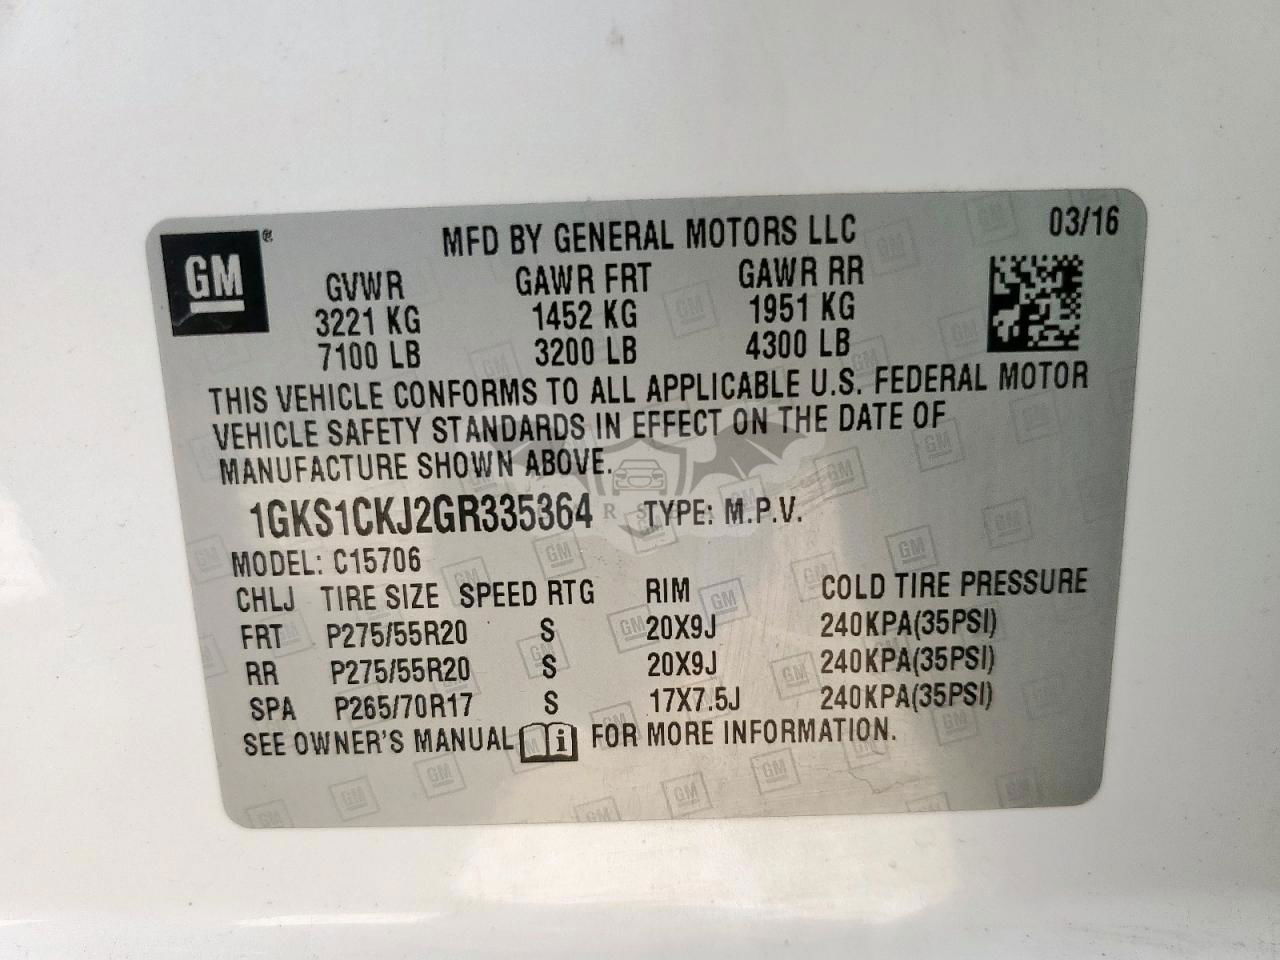 GM®
MFD BY GENERAL MOTORS LLC 03/16
GVWR GAWR FRT GAWR RR
3221 KG 1452 KG 1951 KG
7100 LB 3200 LB 4300 LB
THIS VEHICLE CONFORMS TO ALL APPLICABLE U.S. FEDERAL MOTOR
VEHICLE SAFETY STANDARDS IN EFFECT ON THE DATE OF
MANUFACTURE SHOWN ABOVE.
1GKS1CKJ2GR335364 TYPE: M.P.V.
MODEL: C15706
CHLJ TIRE SIZE SPEED RTG RIM COLD TIRE PRESSURE
FRT P275/55R20 S 20X9J 240KPA(35PSI)
RR P275/55R20 S 20X9J 240KPA(35PSI)
SPA P265/70R17 S 17X7.5J 240KPA(35PSI)
SEE OWNER'S MANUAL i FOR MORE INFORMATION.